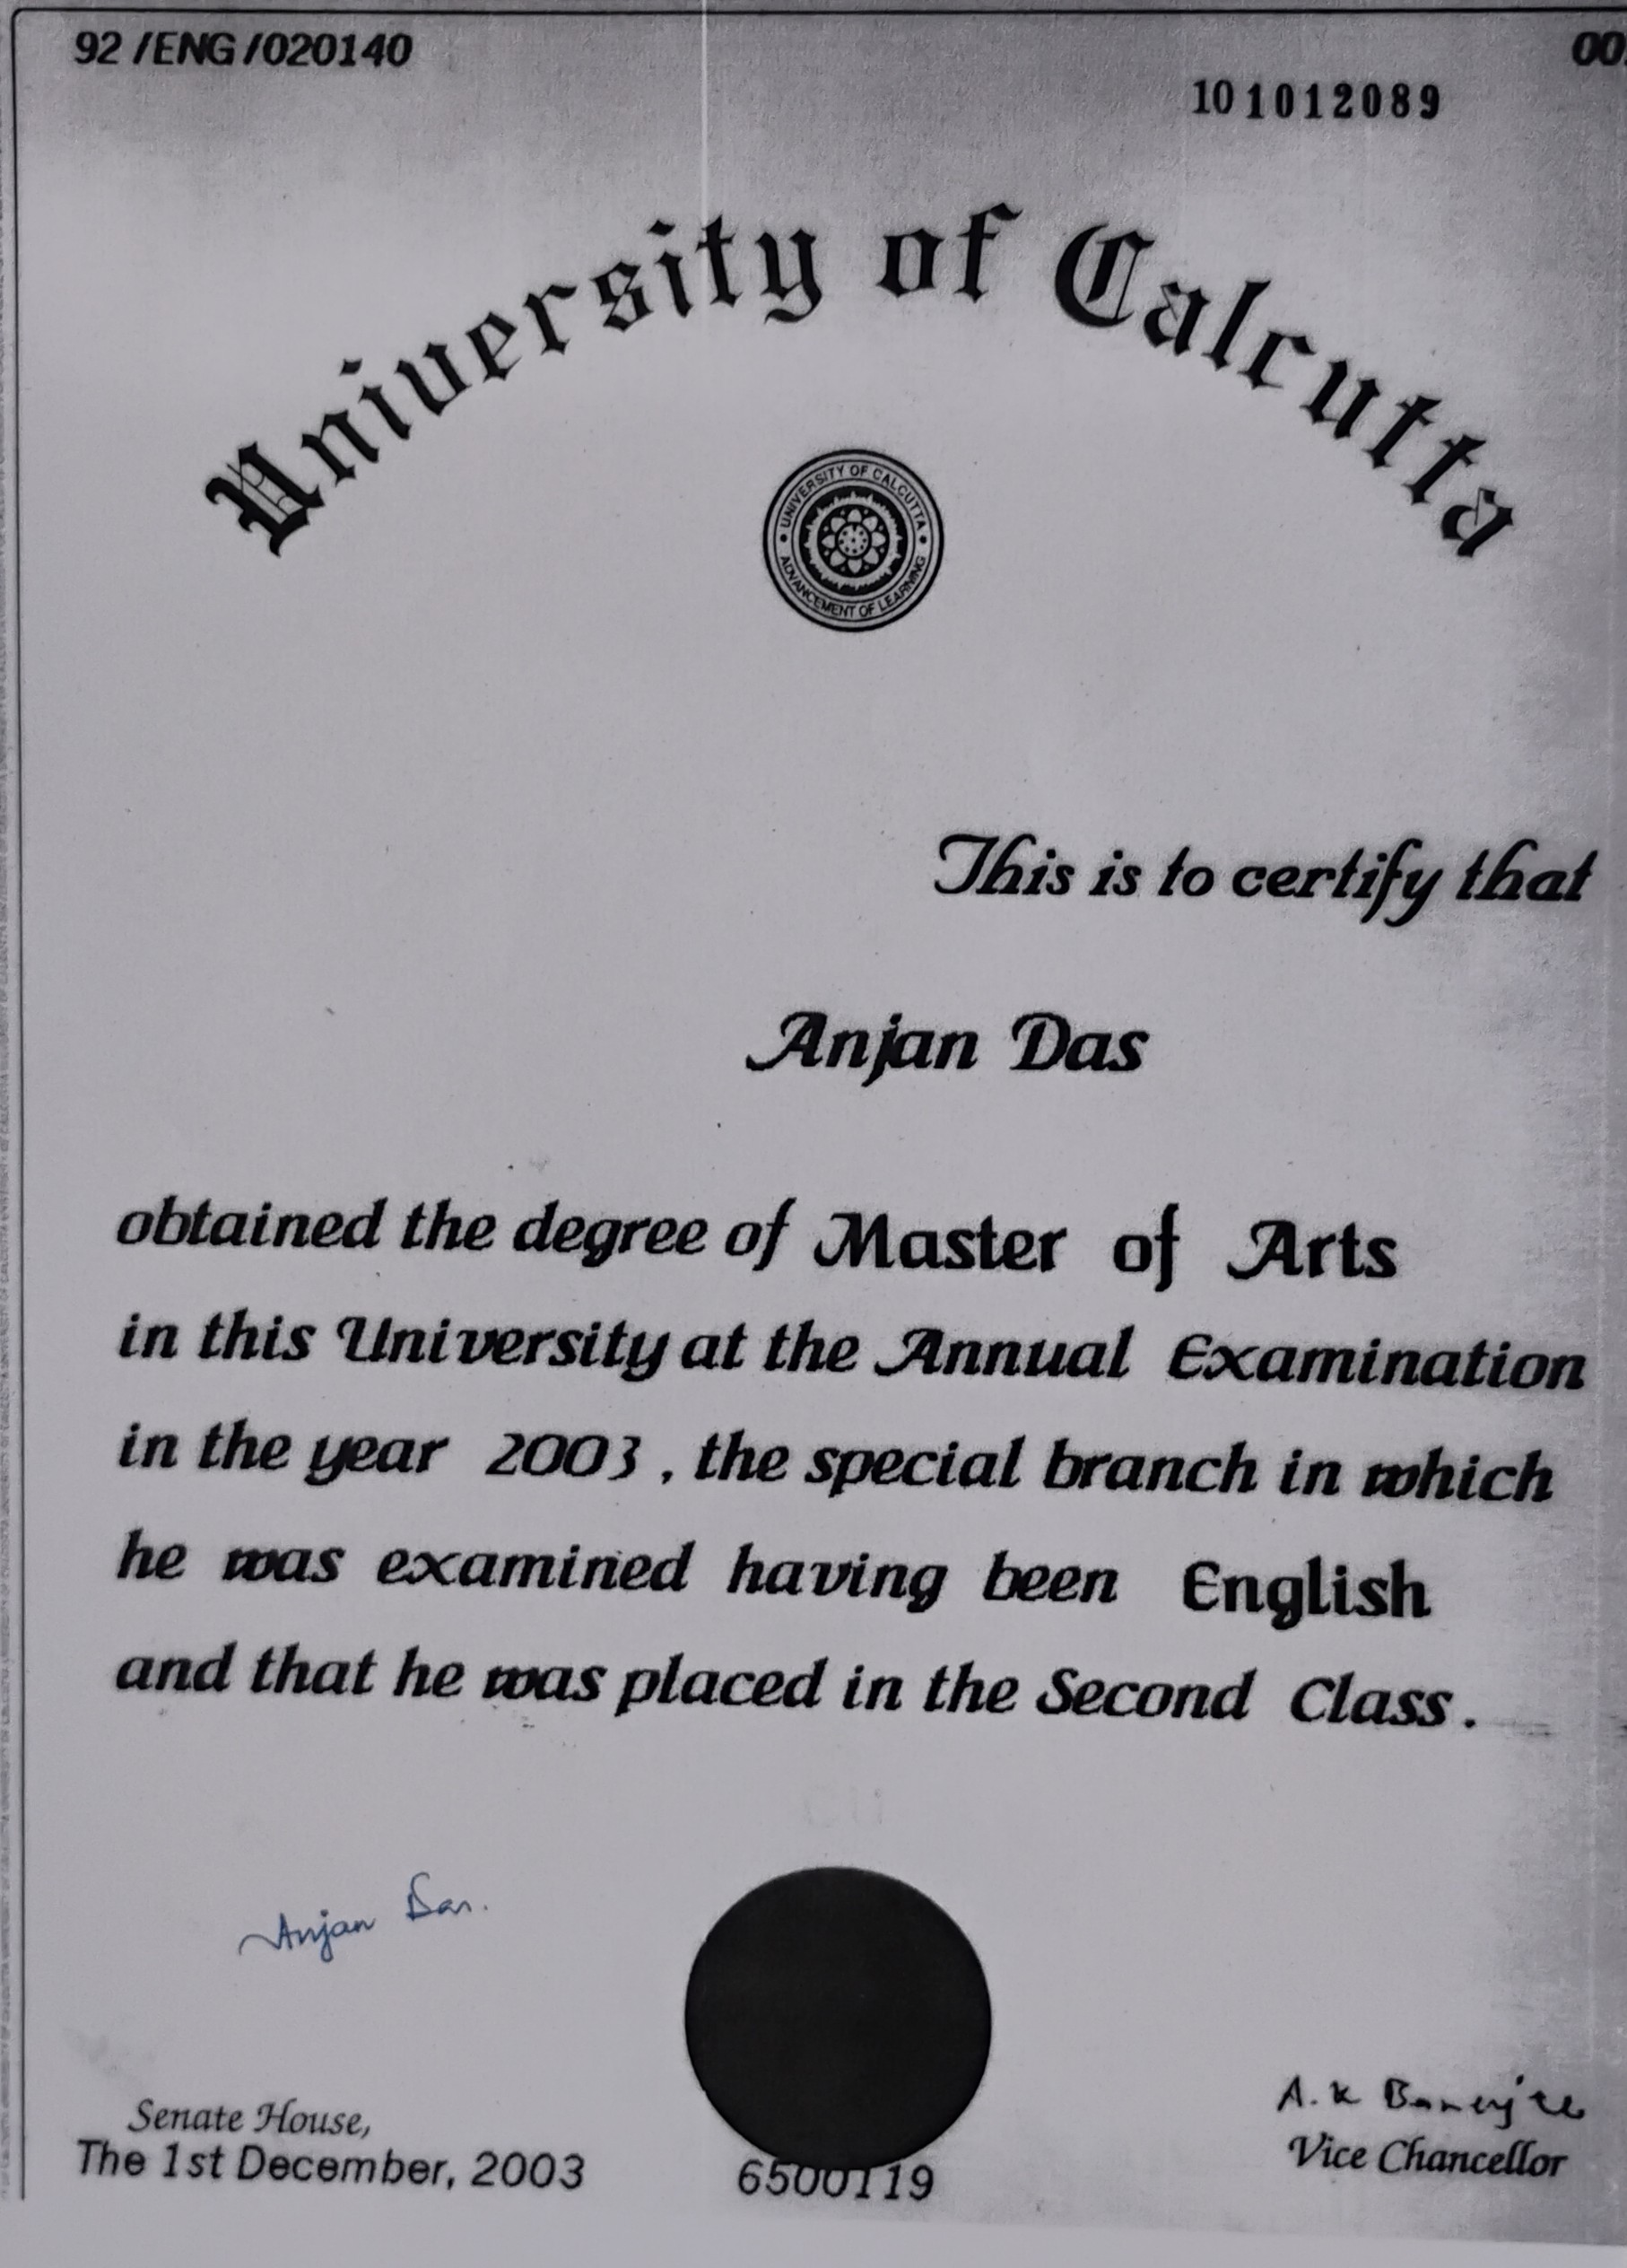 92 /ENG /020140
00
101012089
University of Calcutta
UNIVERSITY OF CALCUTTA
ADVANCEMENT OF LEARNING
This is to certify that
Anjan Das
obtained the degree of Master of Arts
in this University at the Annual Examination
in the year 2003, the special branch in which
he was examined having been English
and that he was placed in the Second Class.
Anjan Das.
Senate House,
The 1st December, 2003
6500119
A. K Banerjee
Vice Chancellor